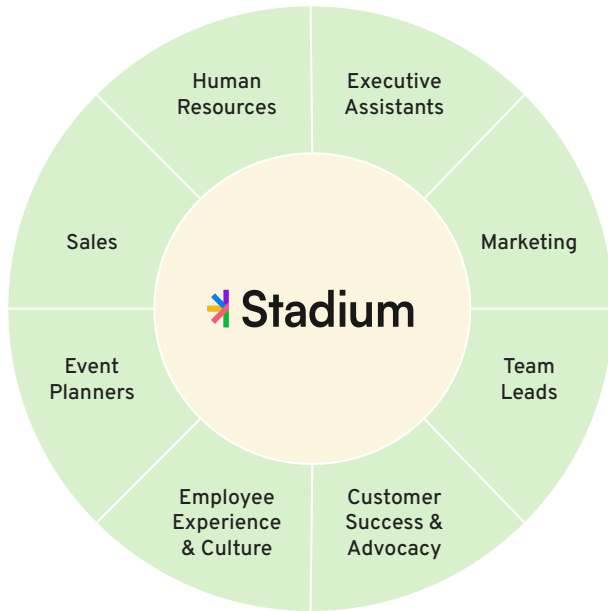 Human
Resources
Executive
Assistants
Sales
Marketing
Stadium
Event
Planners
Team
Leads
Employee
Experience
& Culture
Customer
Success &
Advocacy